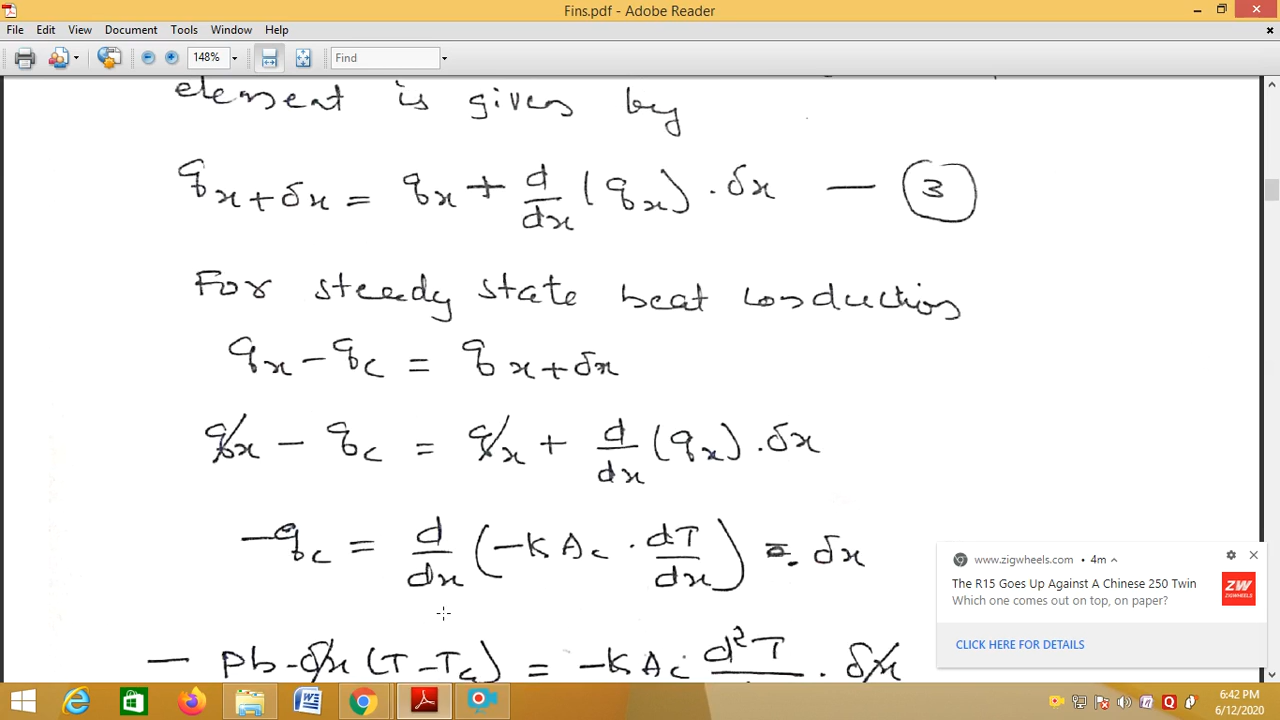 Fins.pdf - Adobe Reader
File Edit View Document Tools Window Help
148%
Find
element is given by
qx+δx = qx + d/dx (qx) . δx — 3
For steady state heat conduction
qx - qc = qx+δx
qx - qc = qx + d/dx (qx) . δx
-qc = d/dx (-KAc . dT/dx) . δx
- Ph δx (T - Ta) = -KAc d²T . δx
www.zigwheels.com • 4m
The R15 Goes Up Against A Chinese 250 Twin
Which one comes out on top, on paper?
ZW
ZIGWHEELS
CLICK HERE FOR DETAILS
6:42 PM
6/12/2020